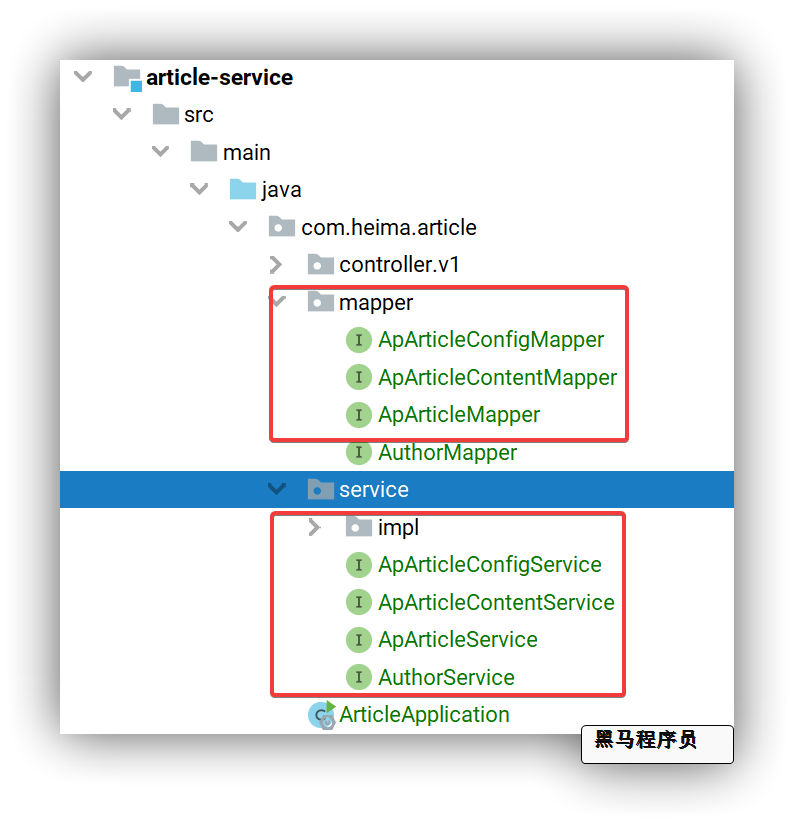 article-service
src
main
java
com.heima.article
controller.v1
mapper
I ApArticleConfigMapper
I ApArticleContentMapper
I ApArticleMapper
I AuthorMapper
service
impl
I ApArticleConfigService
I ApArticleContentService
I ApArticleService
I AuthorService
C ArticleApplication
黑马程序员